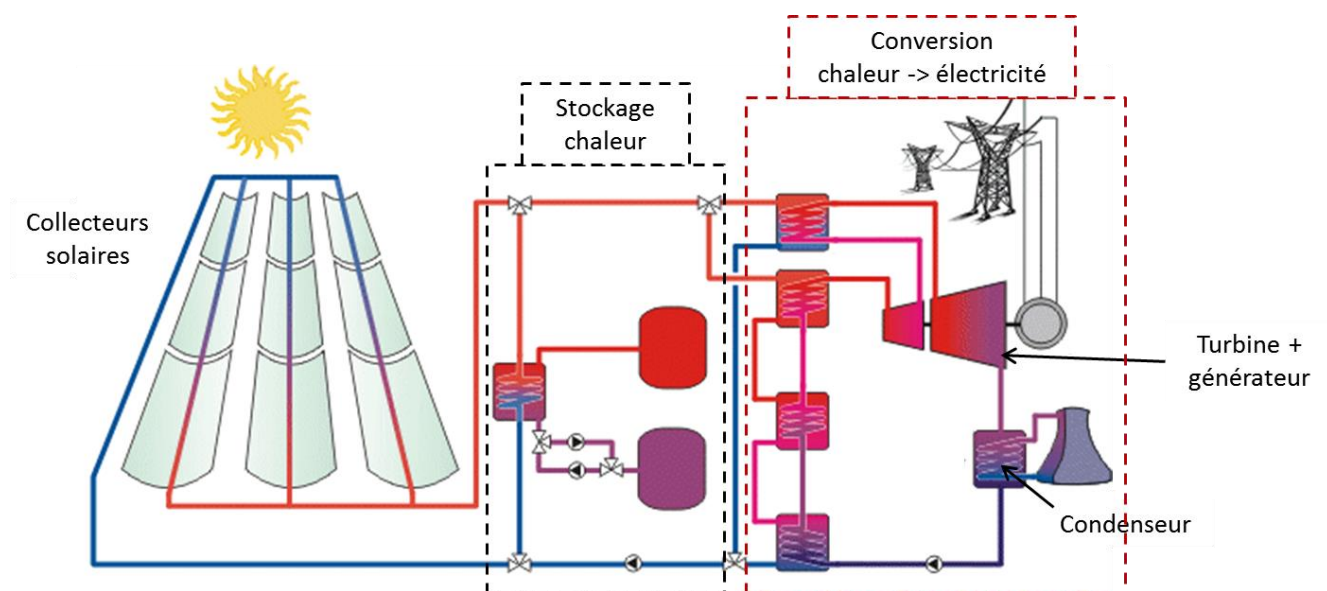 Conversion
chaleur -> électricité
Stockage
chaleur
Collecteurs
solaires
Turbine +
générateur
Condenseur